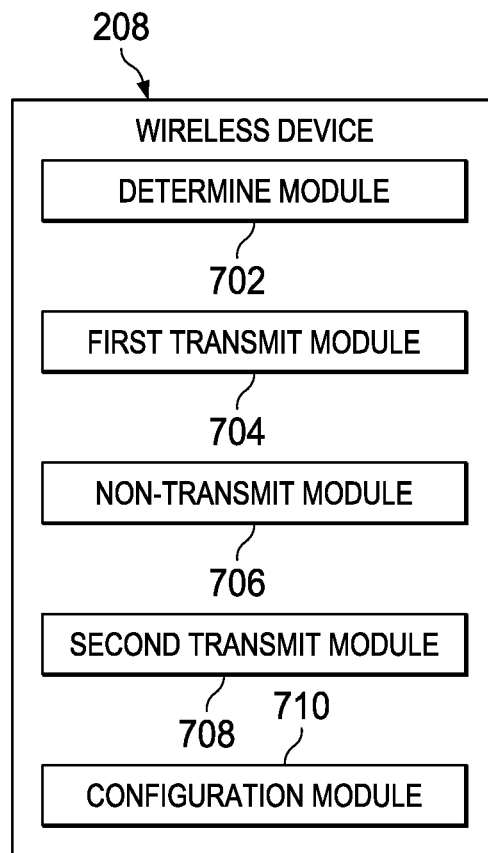 208
WIRELESS DEVICE
DETERMINE MODULE
702
FIRST TRANSMIT MODULE
704
NON-TRANSMIT MODULE
706
SECOND TRANSMIT MODULE
708
710
CONFIGURATION MODULE